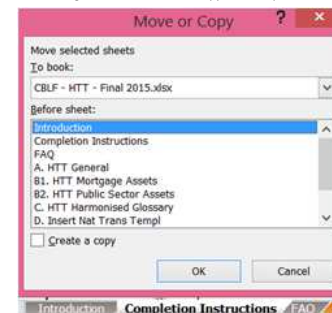 Move or Copy ? ×
Move selected sheets
To book:
CBLF - HTT - Final 2015.xlsx
Before sheet:
Introduction
Completion Instructions
FAQ
A. HTT General
B1. HTT Mortgage Assets
B2. HTT Public Sector Assets
C. HTT Harmonised Glossary
D. Insert Nat Trans Templ
Create a copy
OK Cancel
Introduction Completion Instructions FAQ